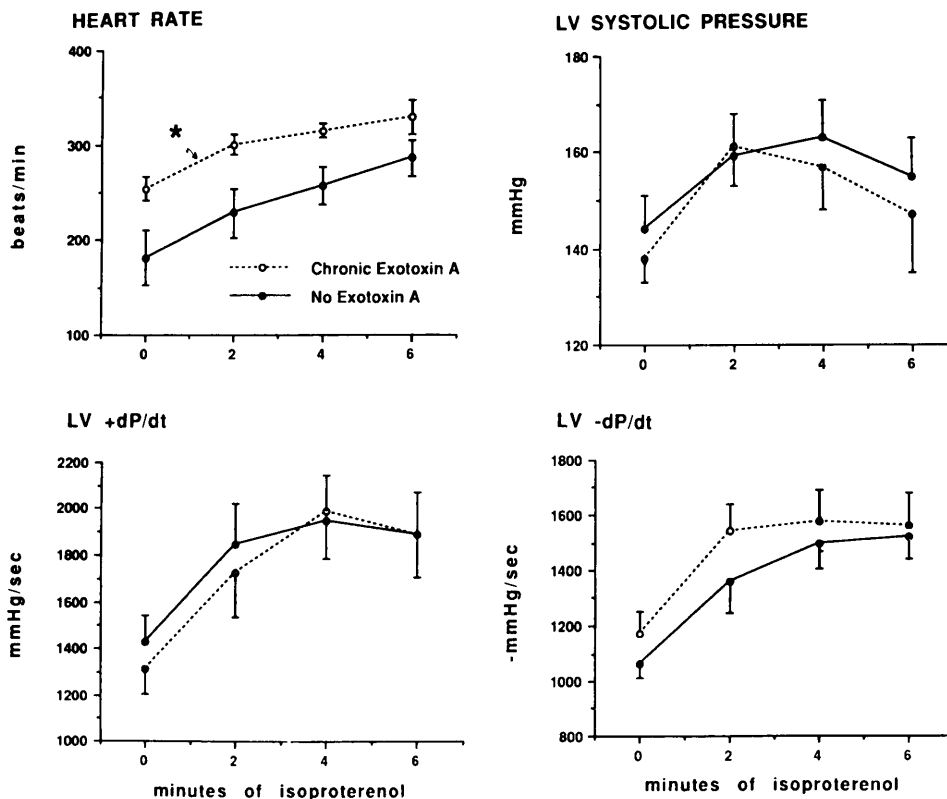 HEART RATE
400
300
200
100
beats/min
*
Chronic Exotoxin A
No Exotoxin A
0 2 4 6
LV SYSTOLIC PRESSURE
180
160
140
120
mmHg
0 2 4 6
LV +dP/dt
2200
2000
1800
1600
1400
1200
1000
mmHg/sec
0 2 4 6
minutes of isoproterenol
LV -dP/dt
1800
1600
1400
1200
1000
800
-mmHg/sec
0 2 4 6
minutes of isoproterenol